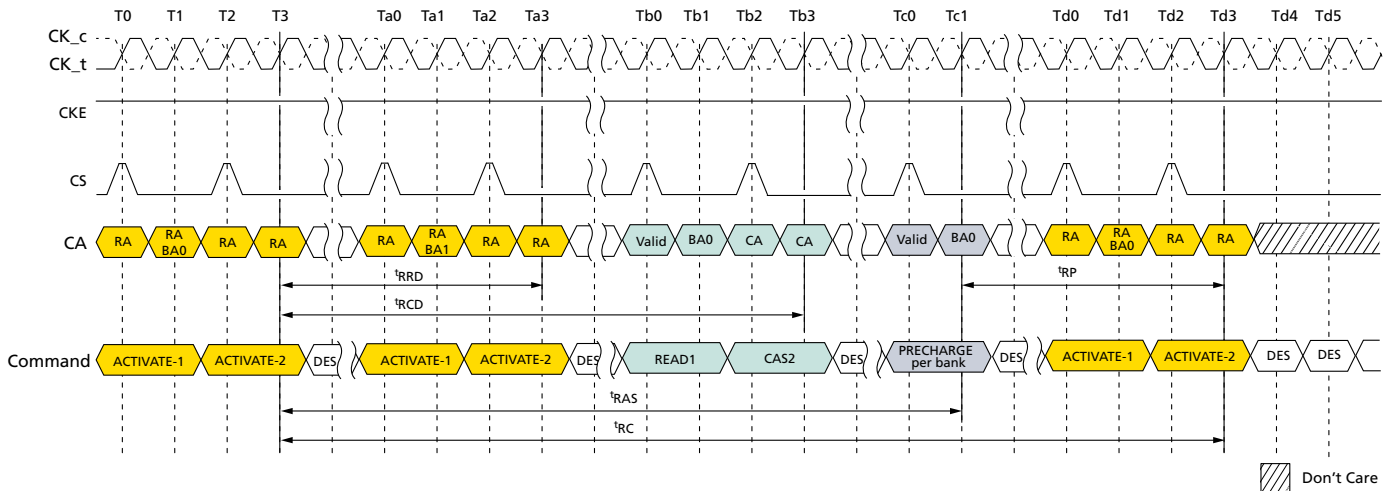 T0 T1 T2 T3 Ta0 Ta1 Ta2 Ta3 Tb0 Tb1 Tb2 Tb3 Tc0 Tc1 Td0 Td1 Td2 Td3 Td4 Td5
CK_c
CK_t
CKE
CS
CA RA RA BA0 RA RA RA RA BA1 RA RA Valid BA0 CA CA Valid BA0 RA RA BA0 RA RA
tRRD tRP
tRCD
Command ACTIVATE-1 ACTIVATE-2 DES ACTIVATE-1 ACTIVATE-2 DES READ1 CAS2 DES PRECHARGE per bank DES ACTIVATE-1 ACTIVATE-2 DES DES
tRAS
tRC
Don't Care